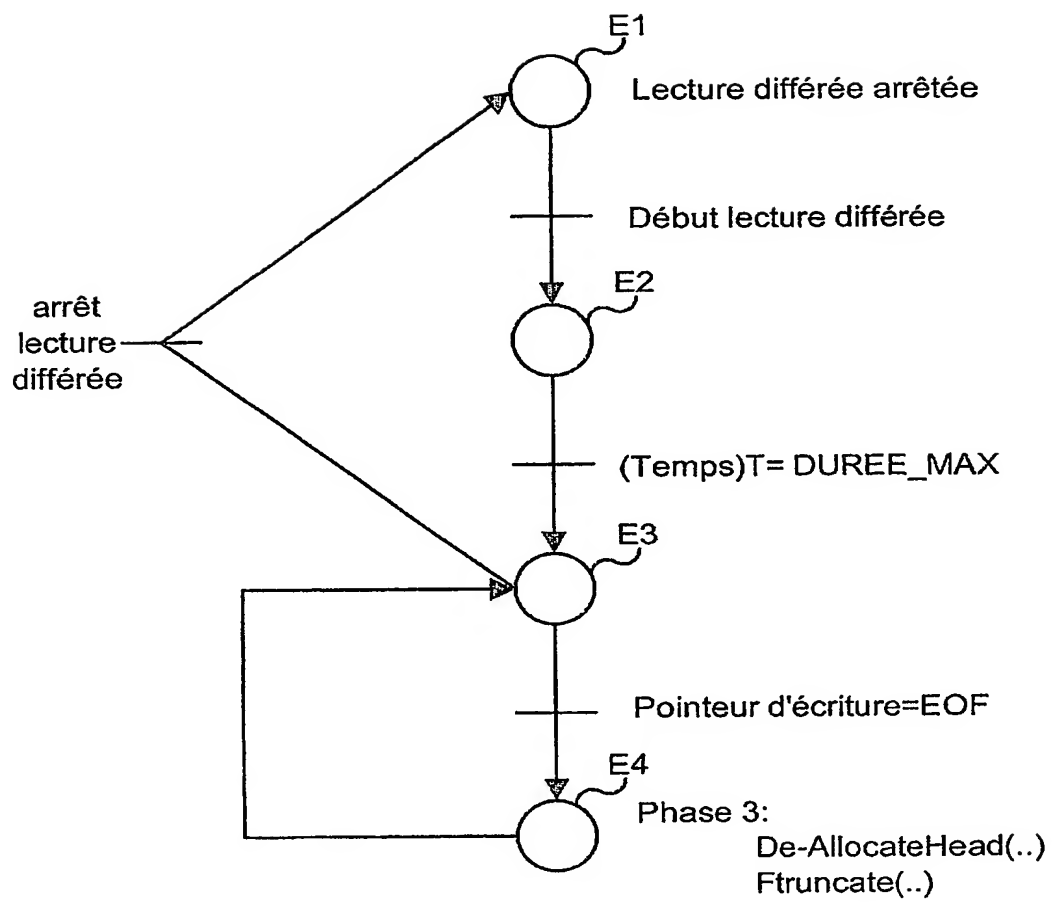 E1
Lecture différée arrêtée
Début lecture différée
E2
arrêt
lecture
différée
(Temps)T= DUREE_MAX
E3
Pointeur d'écriture=EOF
E4
Phase 3:
De-AllocateHead(..)
Ftruncate(..)